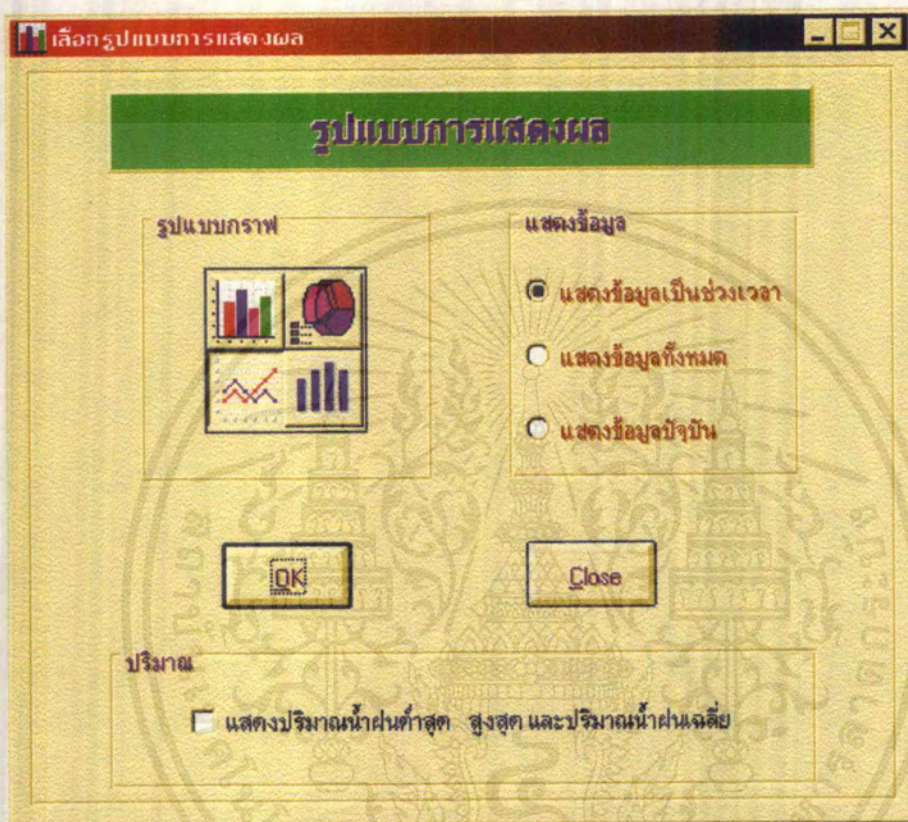 เลือกรูปแบบการแสดงผล
รูปแบบการแสดงผล
รูปแบบกราฟ
แสดงข้อมูล
แสดงข้อมูลเป็นช่วงเวลา
แสดงข้อมูลทั้งหมด
แสดงข้อมูลปัจุบัน
OK
Close
ปริมาณ
แสดงปริมาณน้ำฝนต่ำสุด สูงสุด และปริมาณน้ำฝนเฉลี่ย